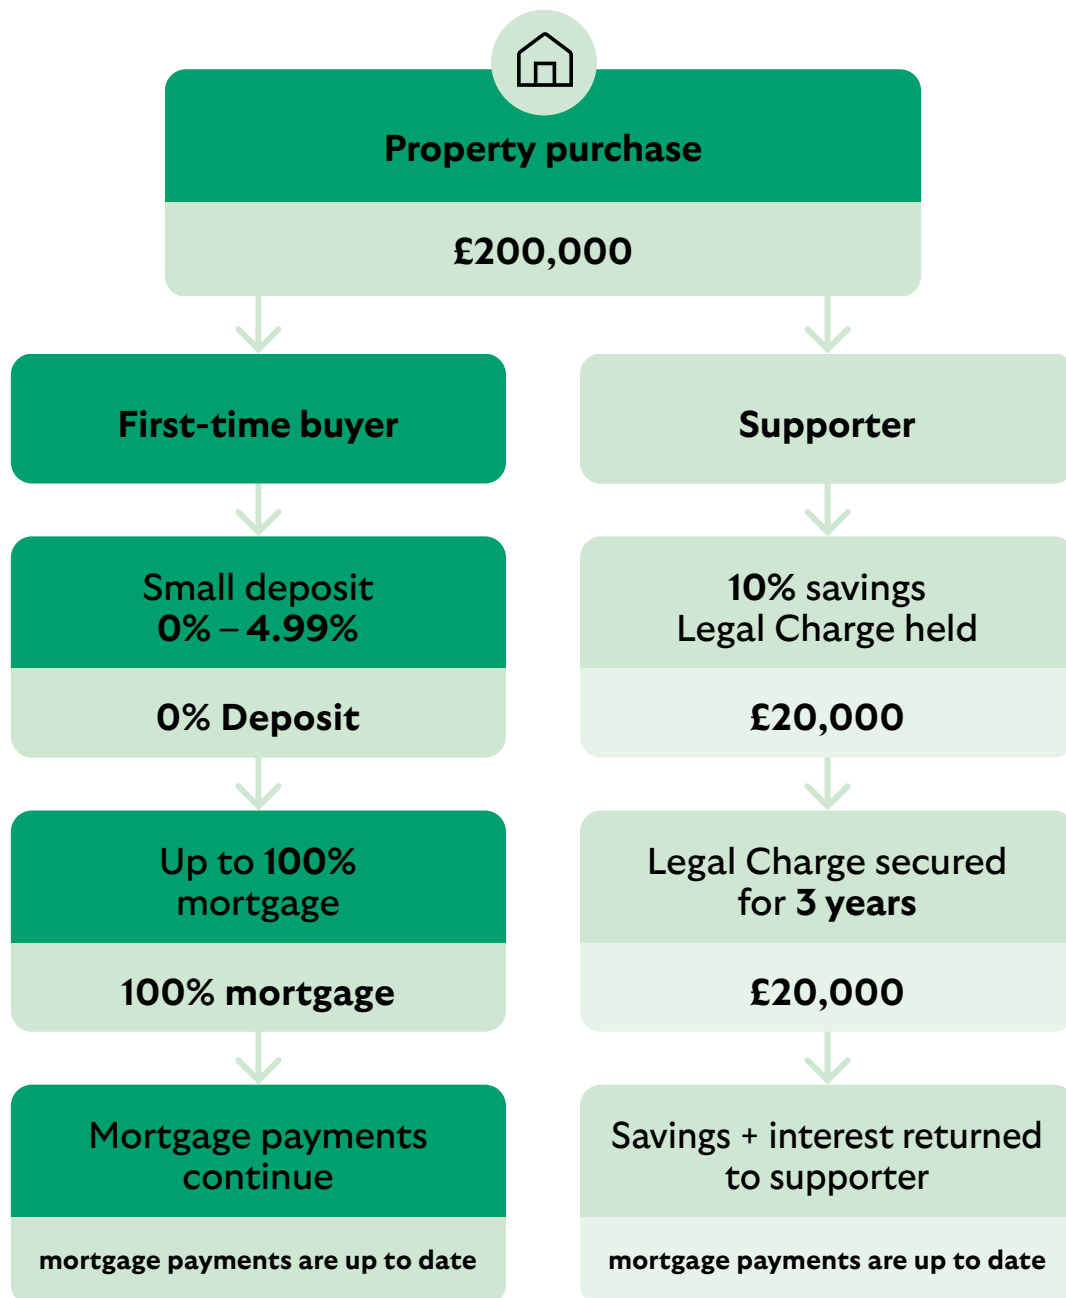 Property purchase
£200,000
First-time buyer
Small deposit
0% – 4.99%
0% Deposit
Up to 100%
mortgage
100% mortgage
Mortgage payments
continue
mortgage payments are up to date
Supporter
10% savings
Legal Charge held
£20,000
Legal Charge secured
for 3 years
£20,000
Savings + interest returned
to supporter
mortgage payments are up to date